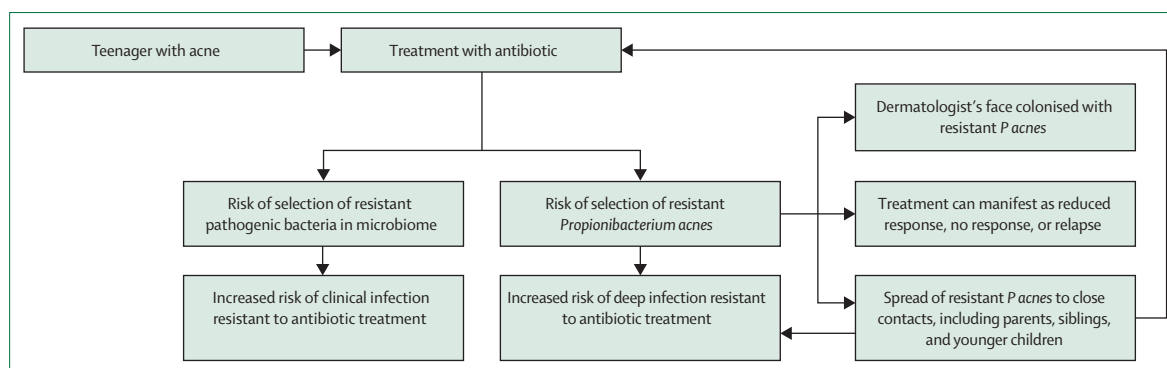 Teenager with acne
Treatment with antibiotic
Dermatologist’s face colonised with
resistant P acnes
Risk of selection of resistant
pathogenic bacteria in microbiome
Risk of selection of resistant
Propionibacterium acnes
Treatment can manifest as reduced
response, no response, or relapse
Increased risk of clinical infection
resistant to antibiotic treatment
Increased risk of deep infection resistant
to antibiotic treatment
Spread of resistant P acnes to close
contacts, including parents, siblings,
and younger children